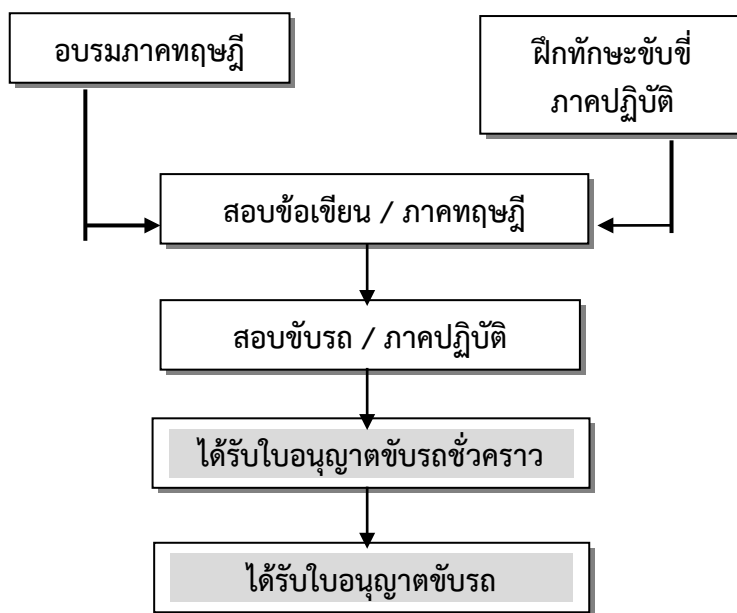 อบรมภาคทฤษฎี
ฝึกทักษะขับขี่
ภาคปฏิบัติ
สอบข้อเขียน / ภาคทฤษฎี
สอบขับรถ / ภาคปฏิบัติ
ได้รับใบอนุญาตขับรถชั่วคราว
ได้รับใบอนุญาตขับรถ